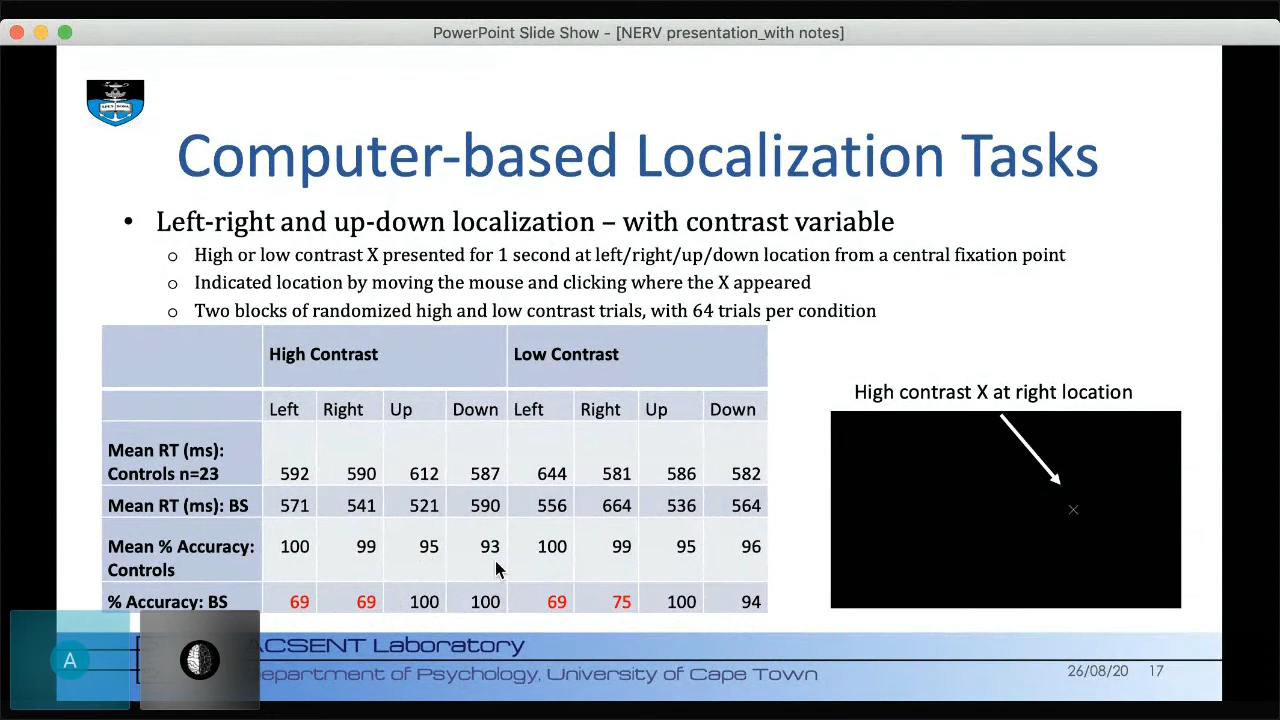 PowerPoint Slide Show - [NERV presentation_with notes]
Computer-based Localization Tasks
• Left-right and up-down localization – with contrast variable
o High or low contrast X presented for 1 second at left/right/up/down location from a central fixation point
o Indicated location by moving the mouse and clicking where the X appeared
o Two blocks of randomized high and low contrast trials, with 64 trials per condition
High Contrast Low Contrast
Left Right Up Down Left Right Up Down
Mean RT (ms):
Controls n=23 592 590 612 587 644 581 586 582
Mean RT (ms): BS 571 541 521 590 556 664 536 564
Mean % Accuracy: 100 99 95 93 100 99 95 96
Controls
% Accuracy: BS 69 69 100 100 69 75 100 94
High contrast X at right location
A
ACSENT Laboratory
epartment of Psychology, University of Cape Town
26/08/20 17